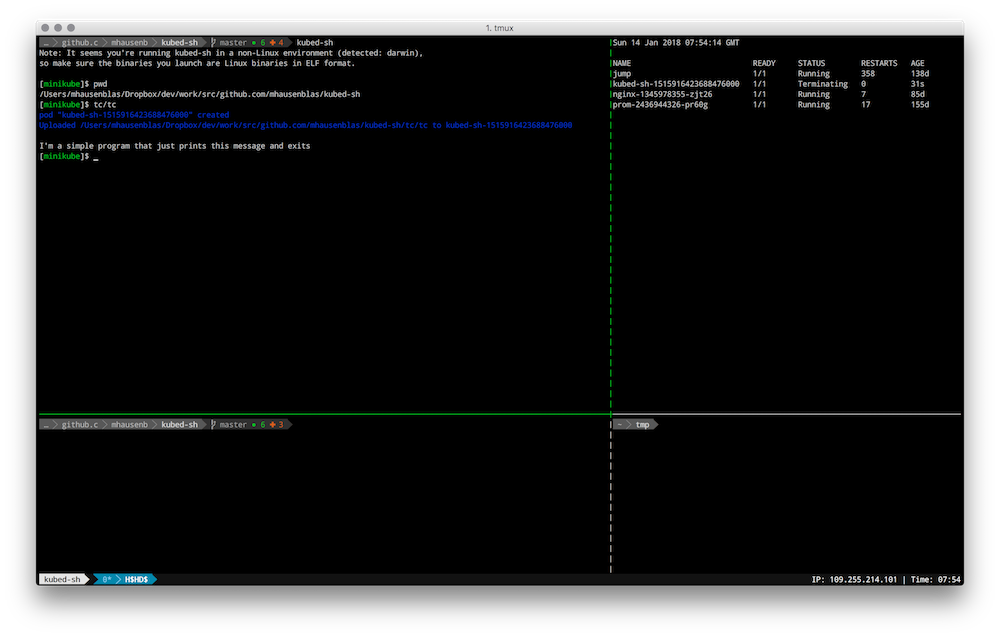 1. tmux
… github.c mhausenb kubed-sh master 6 4 kubed-sh
Note: It seems you're running kubed-sh in a non-Linux environment (detected: darwin),
so make sure the binaries you launch are Linux binaries in ELF format.
[minikube]$ pwd
/Users/mhausenblas/Dropbox/dev/work/src/github.com/mhausenblas/kubed-sh
[minikube]$ tc/tc
pod "kubed-sh-1515916423688476000" created
Uploaded /Users/mhausenblas/Dropbox/dev/work/src/github.com/mhausenblas/kubed-sh/tc/tc to kubed-sh-1515916423688476000
I'm a simple program that just prints this message and exits
[minikube]$ _
Sun 14 Jan 2018 07:54:14 GMT
NAME READY STATUS RESTARTS AGE
jump 1/1 Running 358 138d
kubed-sh-1515916423688476000 1/1 Terminating 0 31s
nginx-1345978355-zjt26 1/1 Running 7 85d
prom-2436944326-pr60g 1/1 Running 17 155d
… github.c mhausenb kubed-sh master 6 3
~ tmp
kubed-sh 0* H$HD$
IP: 109.255.214.101 | Time: 07:54